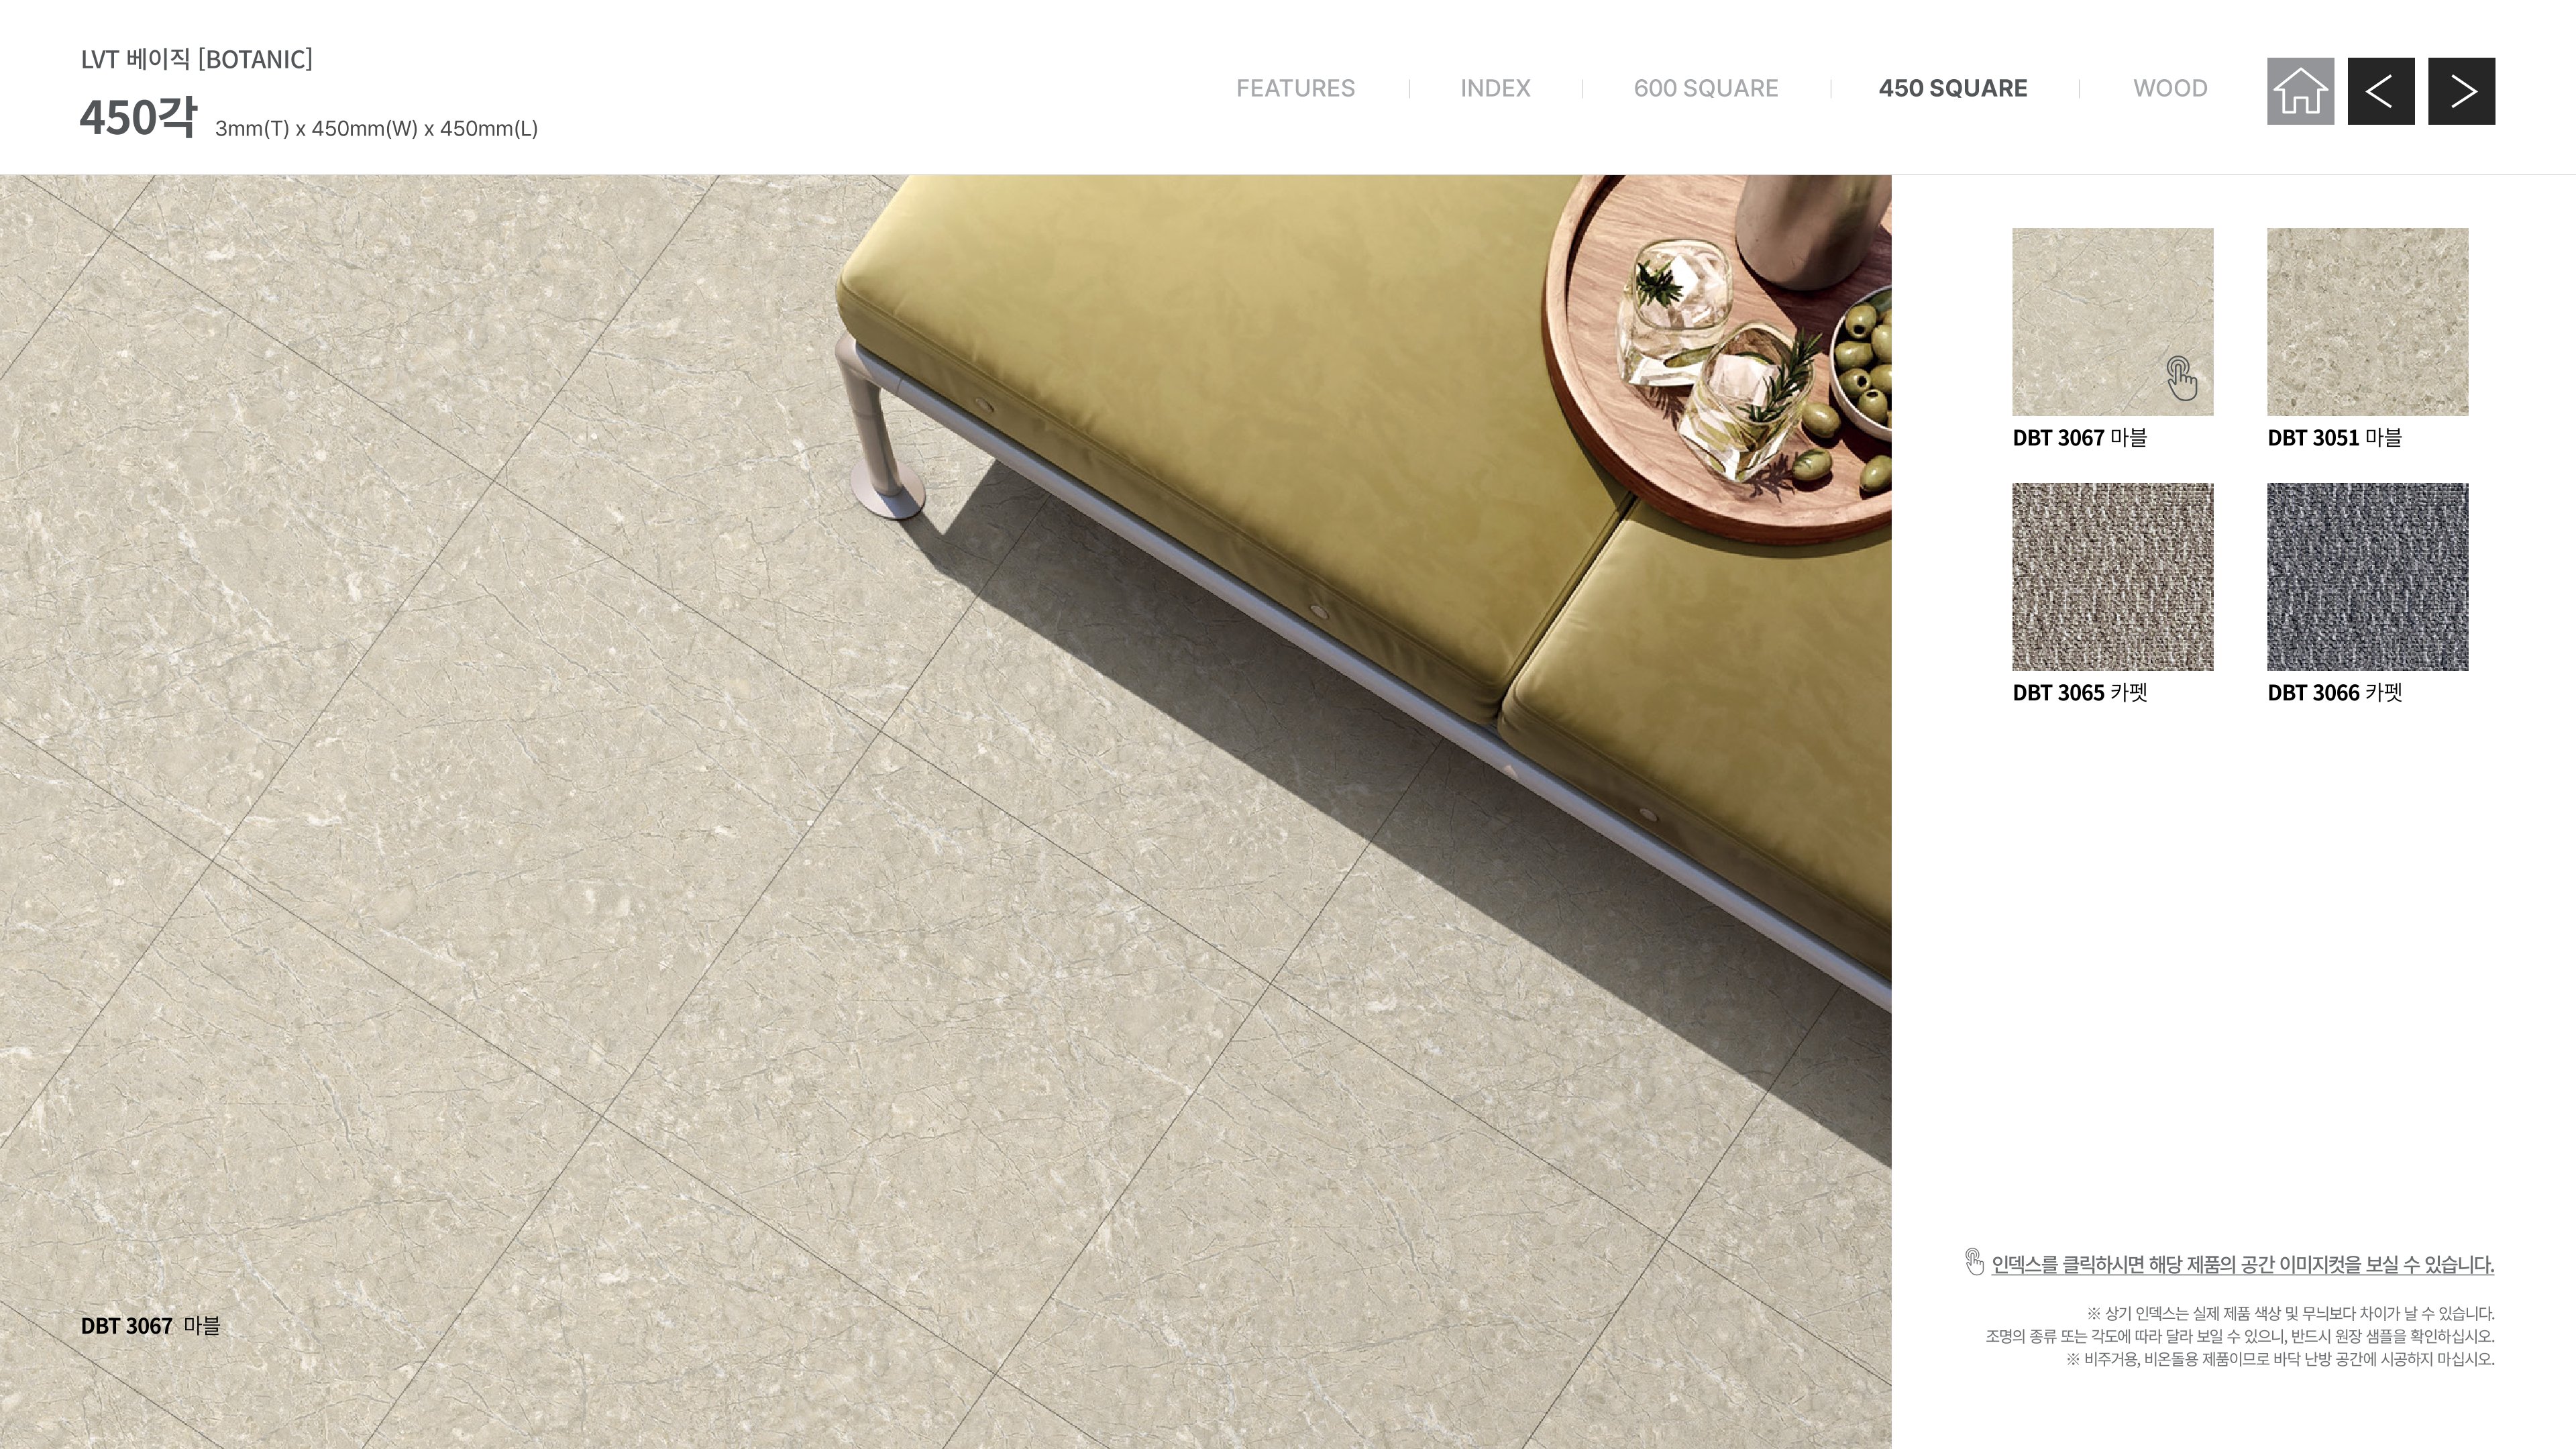 LVT 베이직 [BOTANIC]
450각 3mm(T) x 450mm(W) x 450mm(L)
FEATURES
INDEX
600 SQUARE
450 SQUARE
WOOD
DBT 3067 마블
DBT 3051 마블
DBT 3065 카펫
DBT 3066 카펫
DBT 3067 마블
인덱스를 클릭하시면 해당 제품의 공간 이미지컷을 보실 수 있습니다.
※ 상기 인덱스는 실제 제품 색상 및 무늬보다 차이가 날 수 있습니다.
조명의 종류 또는 각도에 따라 달라 보일 수 있으니, 반드시 원장 샘플을 확인하십시오.
※ 비주거용, 비온돌용 제품이므로 바닥 난방 공간에 시공하지 마십시오.